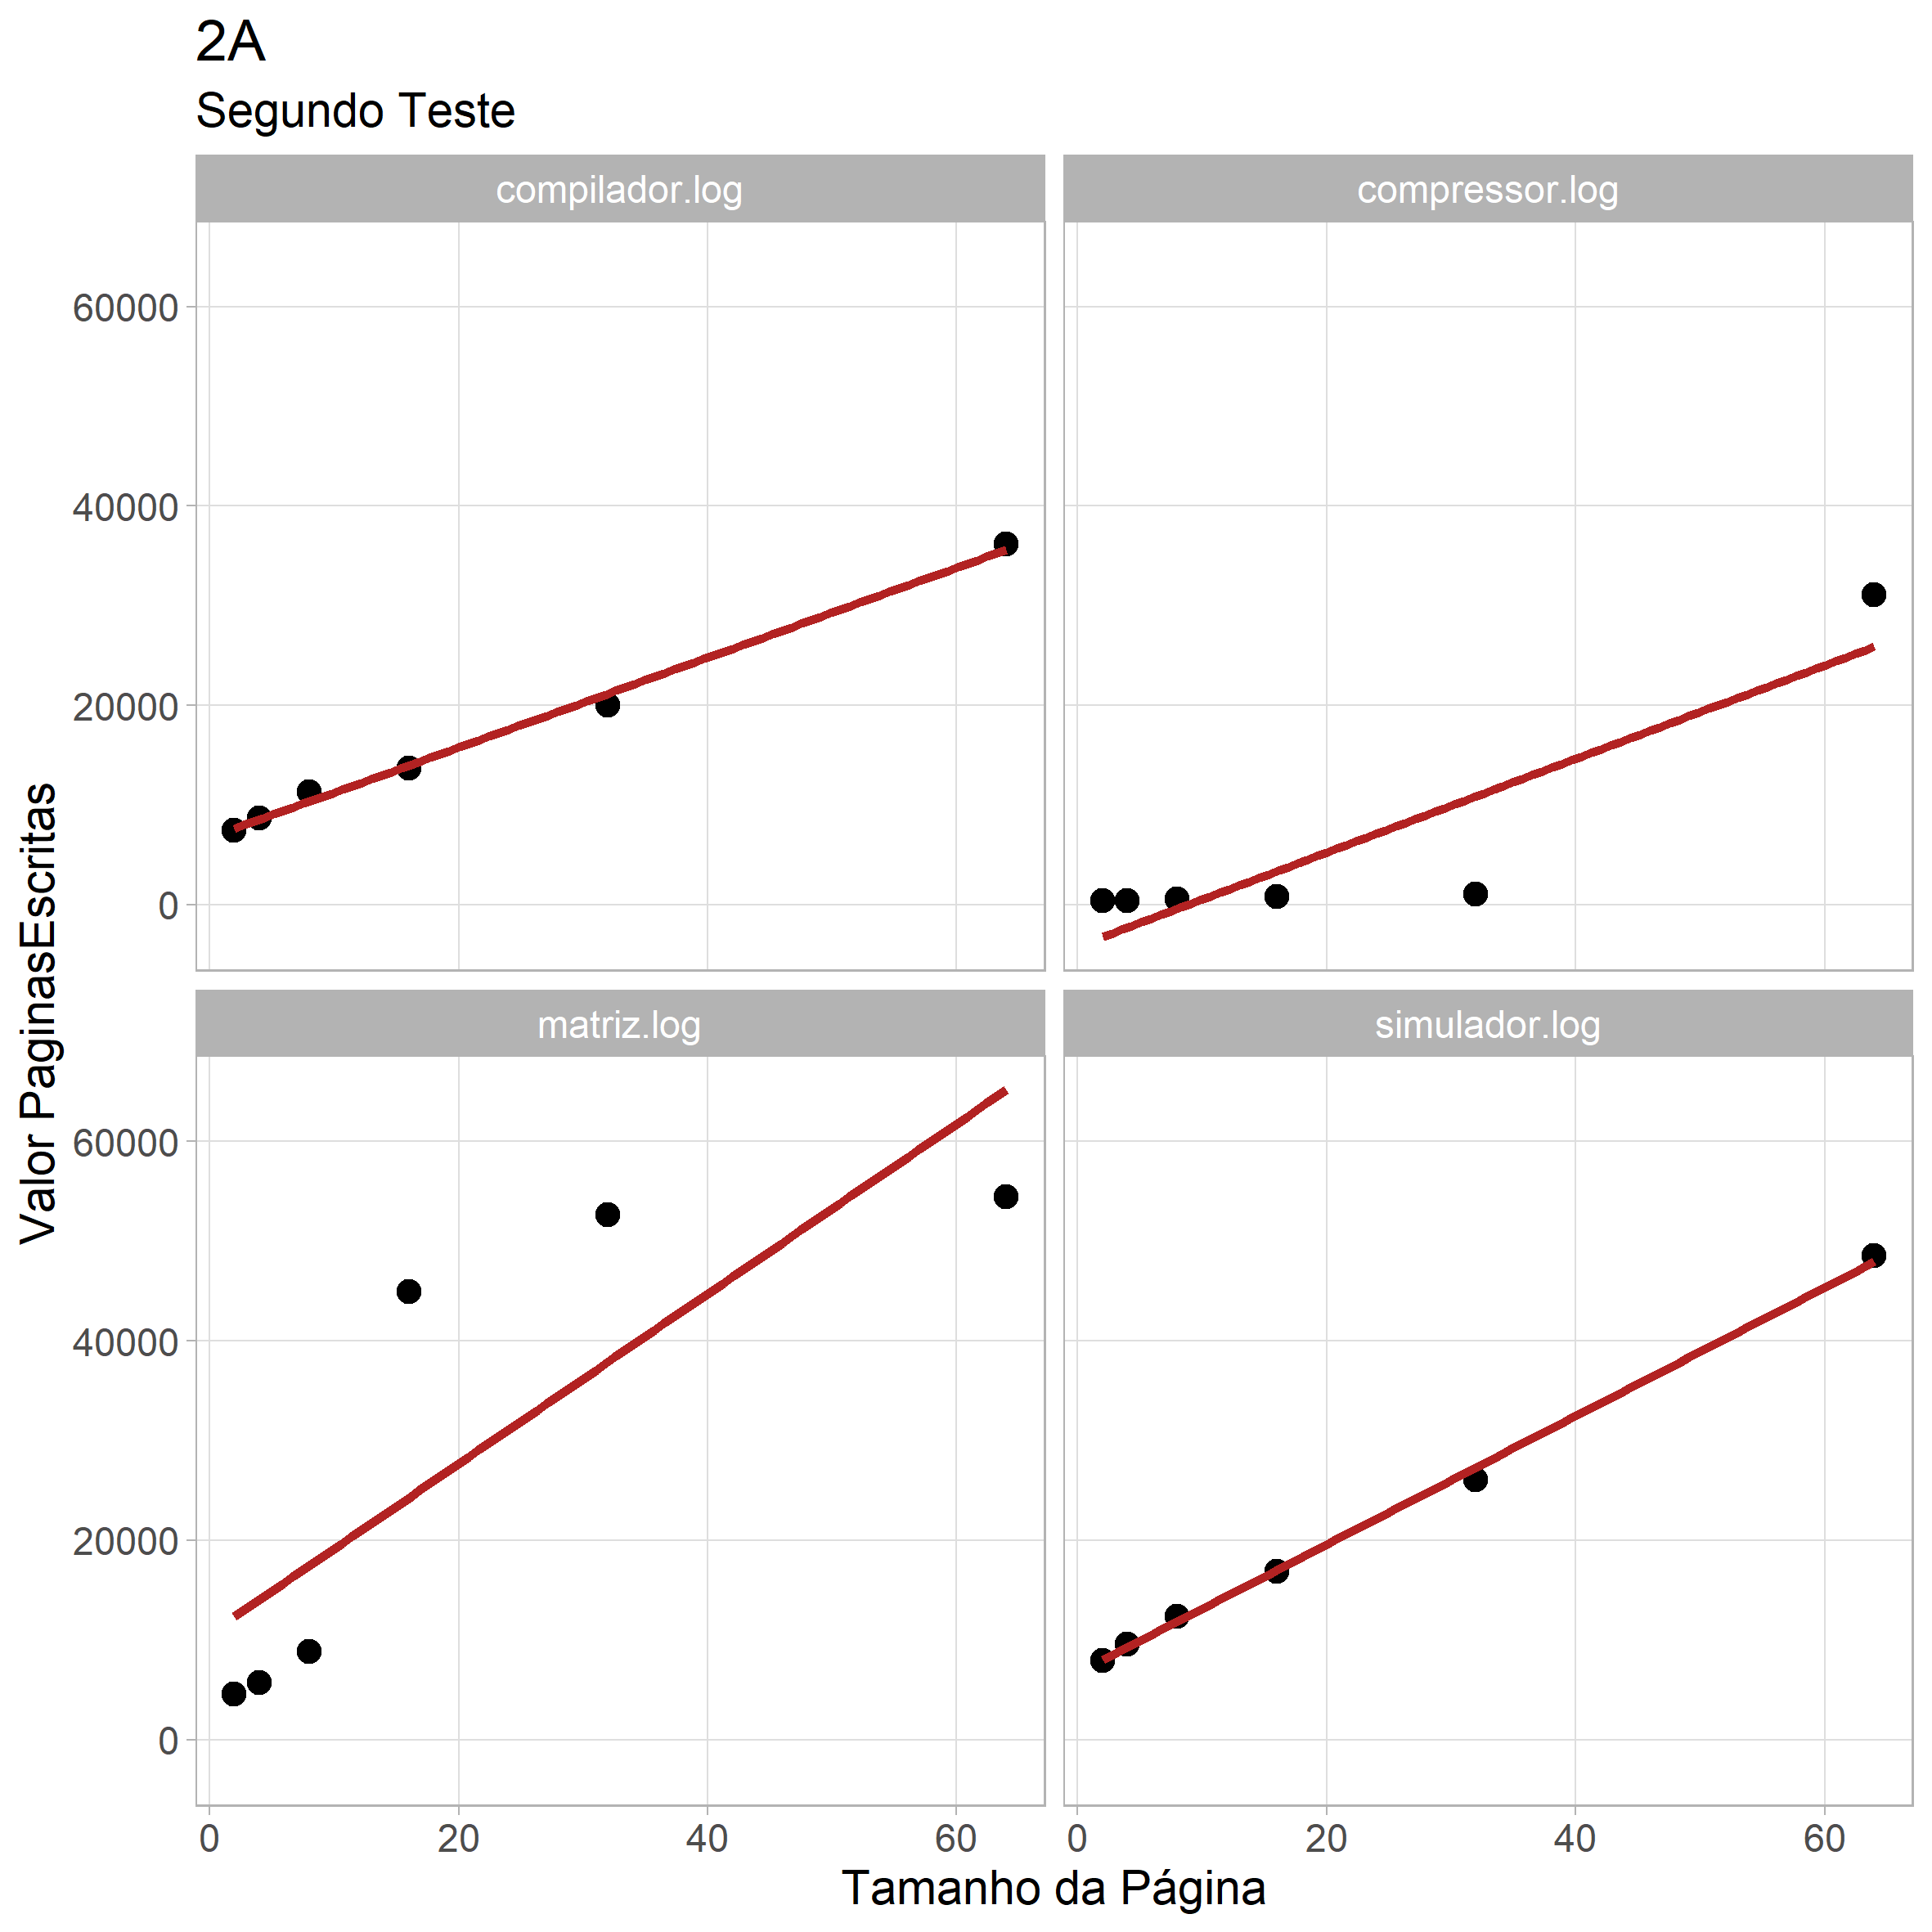 2A
Segundo Teste
compilador.log
compressor.log
60000
40000
20000
0
matriz.log
simulador.log
60000
40000
20000
0
Valor PaginasEscritas
0 20 40 60
0 20 40 60
Tamanho da Página